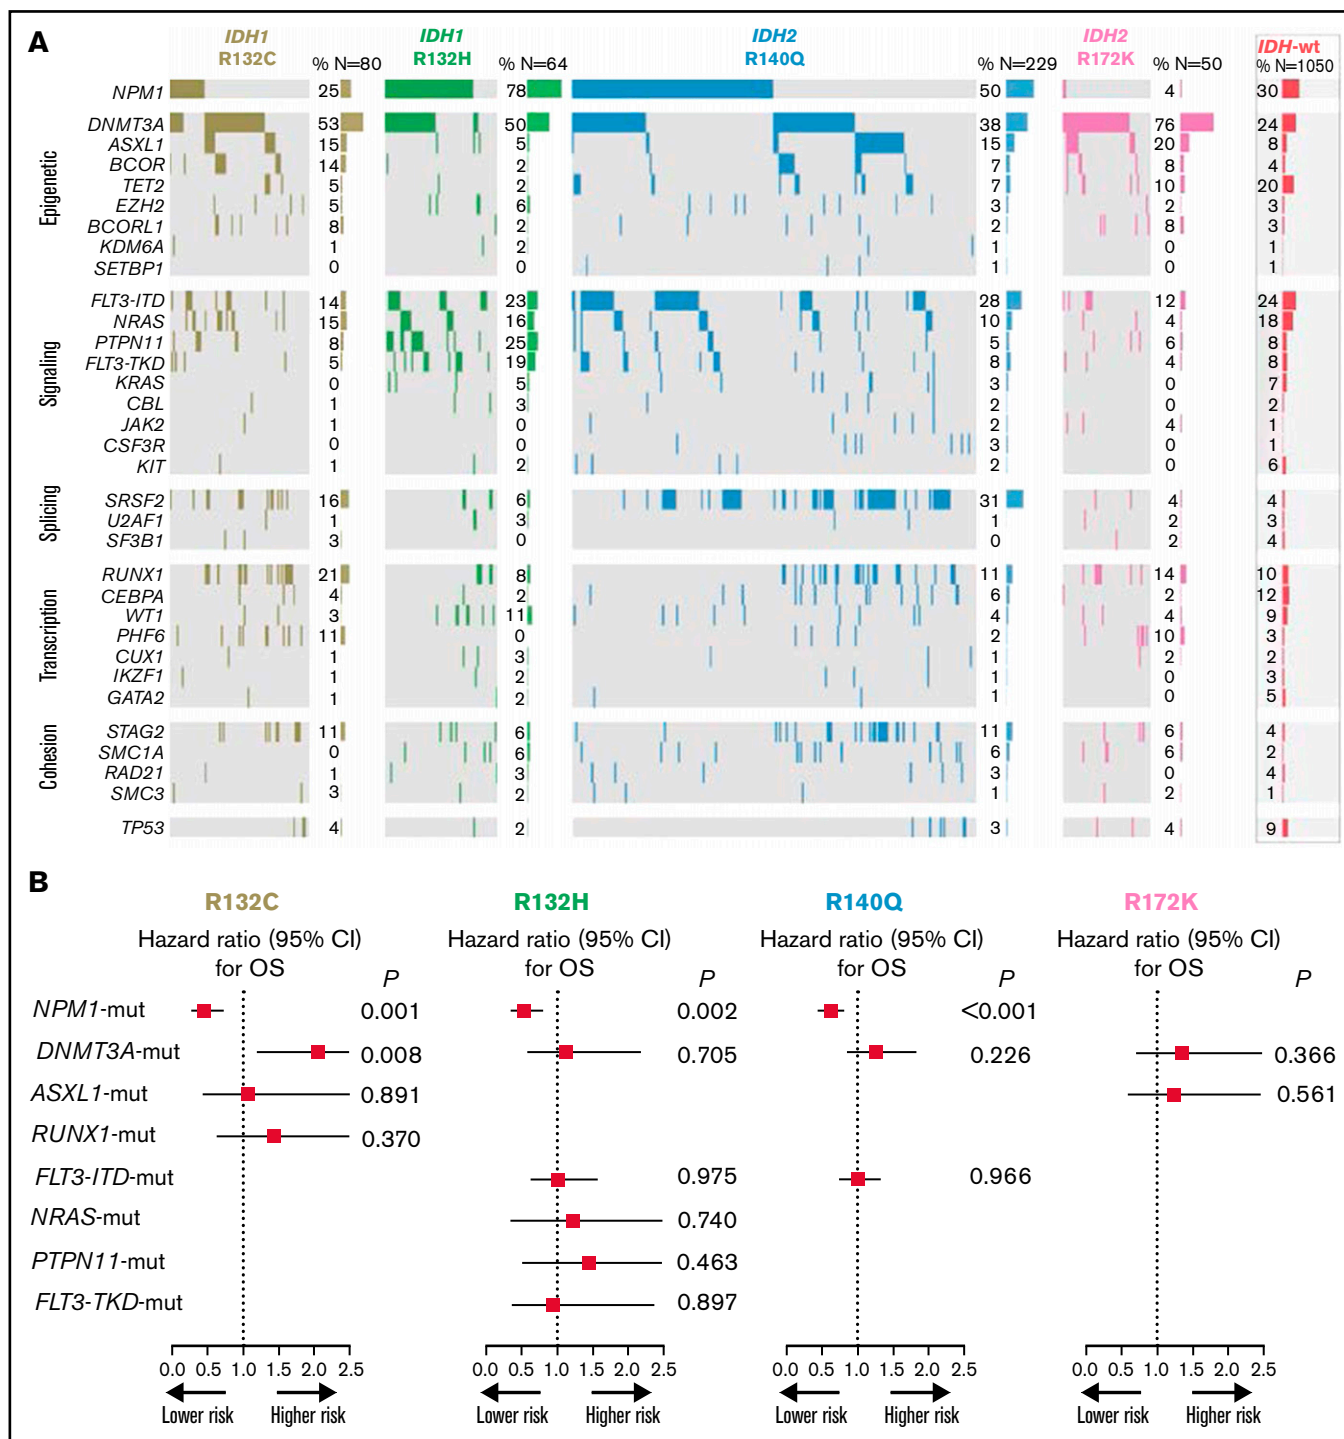 A
IDH1 R132C
IDH1 R132H
IDH2 R140Q
IDH2 R172K
IDH-wt
% N=80 % N=64 % N=229 % N=50 % N=1050
NPM1 25 78 50 4 30
Epigenetic
DNMT3A 53 50 38 76 24
ASXL1 15 5 15 20 8
BCOR 14 2 7 8 4
TET2 5 2 7 10 20
EZH2 5 6 3 2 3
BCORL1 8 2 2 8 3
KDM6A 1 2 1 0 1
SETBP1 0 0 1 0 1
Signaling
FLT3-ITD 14 23 28 12 24
NRAS 15 16 10 4 18
PTPN11 8 25 5 6 8
FLT3-TKD 5 19 8 4 8
KRAS 0 5 3 0 7
CBL 1 3 2 0 2
JAK2 1 0 2 4 1
CSF3R 0 0 3 0 1
KIT 1 2 2 0 6
Splicing
SRSF2 16 6 31 4 4
U2AF1 1 3 1 2 3
SF3B1 3 0 0 2 4
Transcription
RUNX1 21 8 11 14 10
CEBPA 4 2 6 2 12
WT1 3 11 4 4 9
PHF6 11 0 2 10 3
CUX1 1 3 1 2 2
IKZF1 1 2 1 0 3
GATA2 1 1 1 0 5
Cohesion
STAG2 11 6 11 6 4
SMC1A 0 6 6 6 2
RAD21 1 3 3 0 4
SMC3 3 2 1 2 1
TP53 4 2 3 4 9
B
R132C R132H R140Q R172K
Hazard ratio (95% CI) Hazard ratio (95% CI) Hazard ratio (95% CI) Hazard ratio (95% CI)
for OS P for OS P for OS P for OS P
NPM1-mut 0.001 0.002 <0.001
DNMT3A-mut 0.008 0.705 0.226 0.366
ASXL1-mut 0.891 0.561
RUNX1-mut 0.370
FLT3-ITD-mut 0.975 0.966
NRAS-mut 0.740
PTPN11-mut 0.463
FLT3-TKD-mut 0.897
0.0 0.5 1.0 1.5 2.0 2.5 0.0 0.5 1.0 1.5 2.0 2.5 0.0 0.5 1.0 1.5 2.0 2.5 0.0 0.5 1.0 1.5 2.0 2.5
Lower risk Higher risk Lower risk Higher risk Lower risk Higher risk Lower risk Higher risk